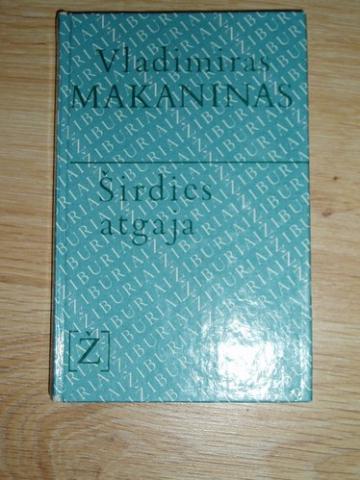 Vladimiras
MAKANINAS
Širdies
atgaja
[Ž]